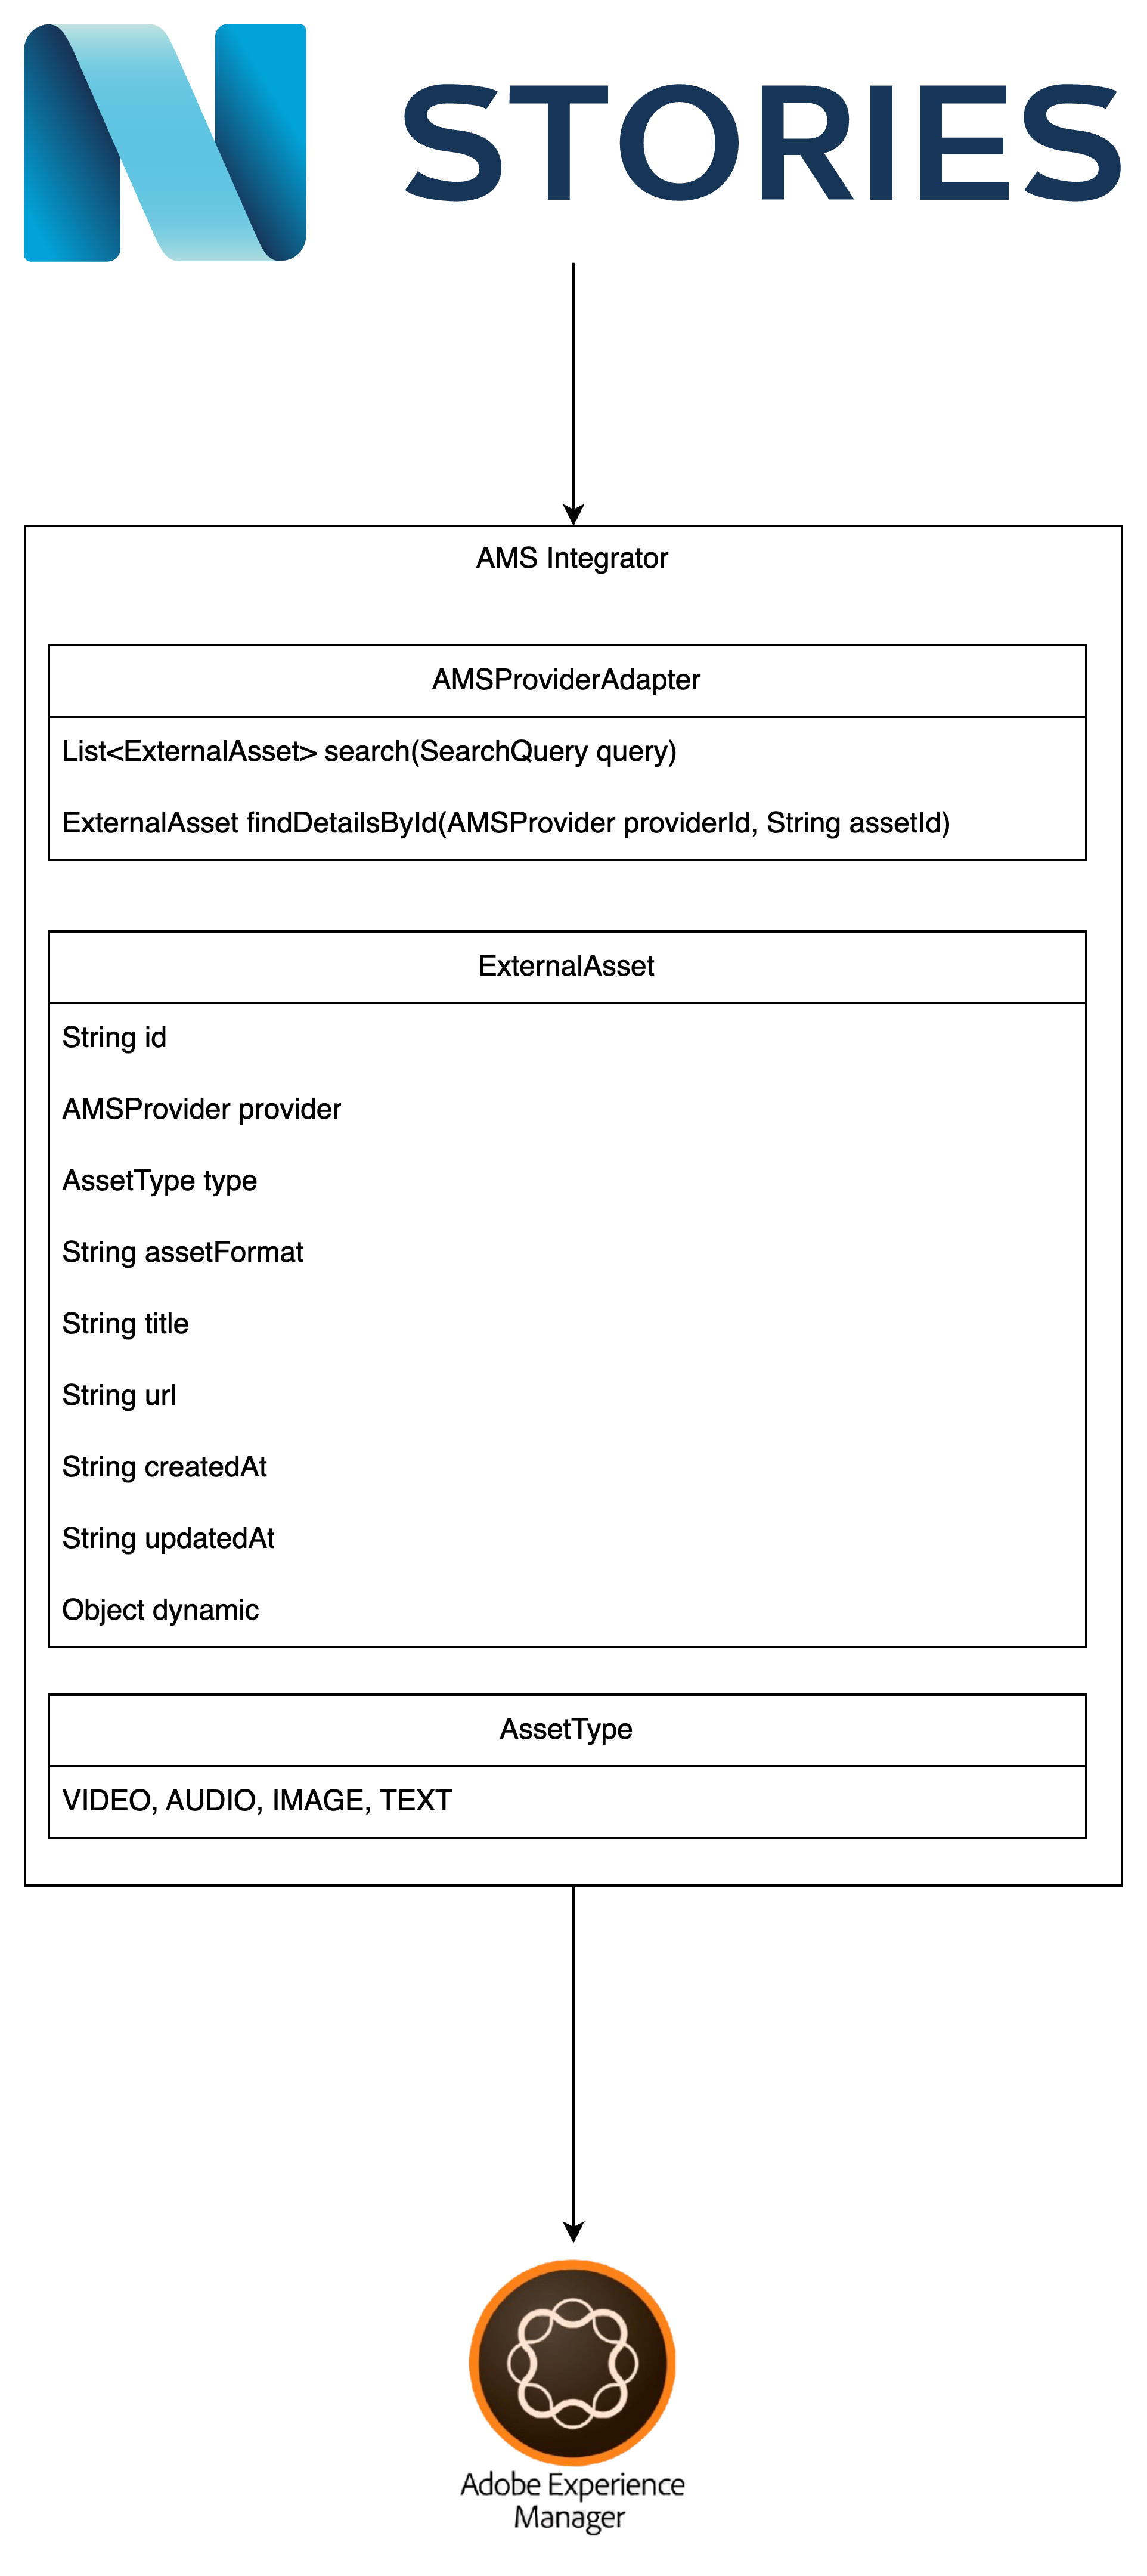 N STORIES
AMS Integrator
AMSProviderAdapter
List<ExternalAsset> search(SearchQuery query)
ExternalAsset findDetailsById(AMSProvider providerId, String assetId)
ExternalAsset
String id
AMSProvider provider
AssetType type
String assetFormat
String title
String url
String createdAt
String updatedAt
Object dynamic
AssetType
VIDEO, AUDIO, IMAGE, TEXT
Adobe Experience
Manager